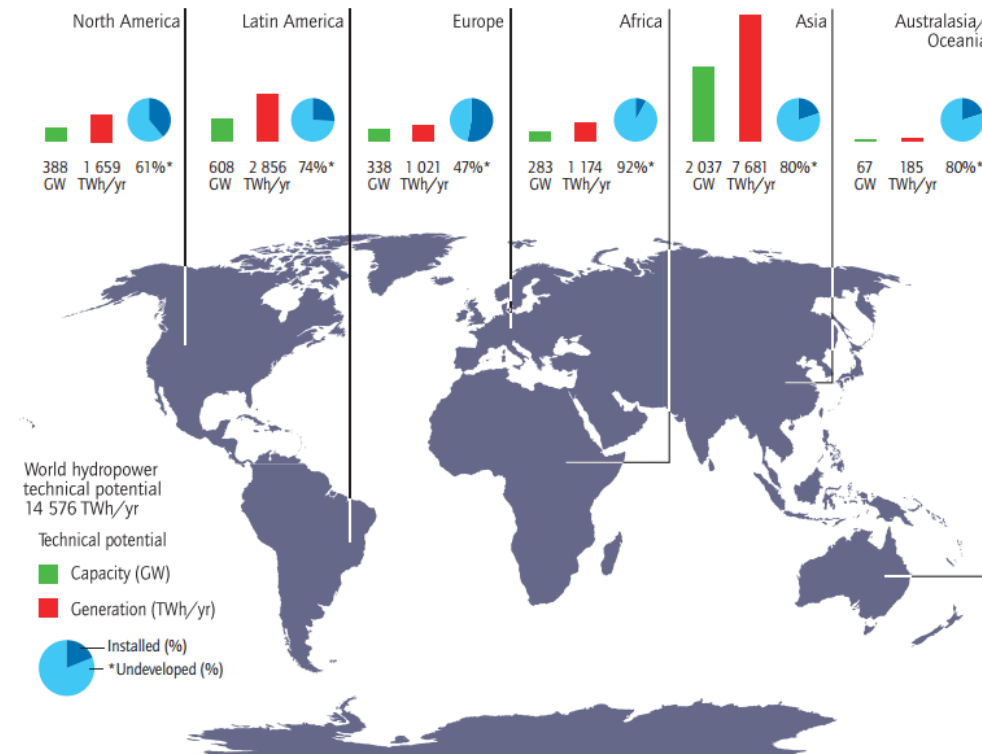 North America
Latin America
Europe
Africa
Asia
Australasia/
Oceania
388
GW
1 659
TWh/yr
61%*
608
GW
2 856
TWh/yr
74%*
338
GW
1 021
TWh/yr
47%*
283
GW
1 174
TWh/yr
92%*
2 037
GW
7 681
TWh/yr
80%*
67
GW
185
TWh/yr
80%*
World hydropower
technical potential
14 576 TWh/yr
Technical potential
Capacity (GW)
Generation (TWh/yr)
Installed (%)
*Undeveloped (%)